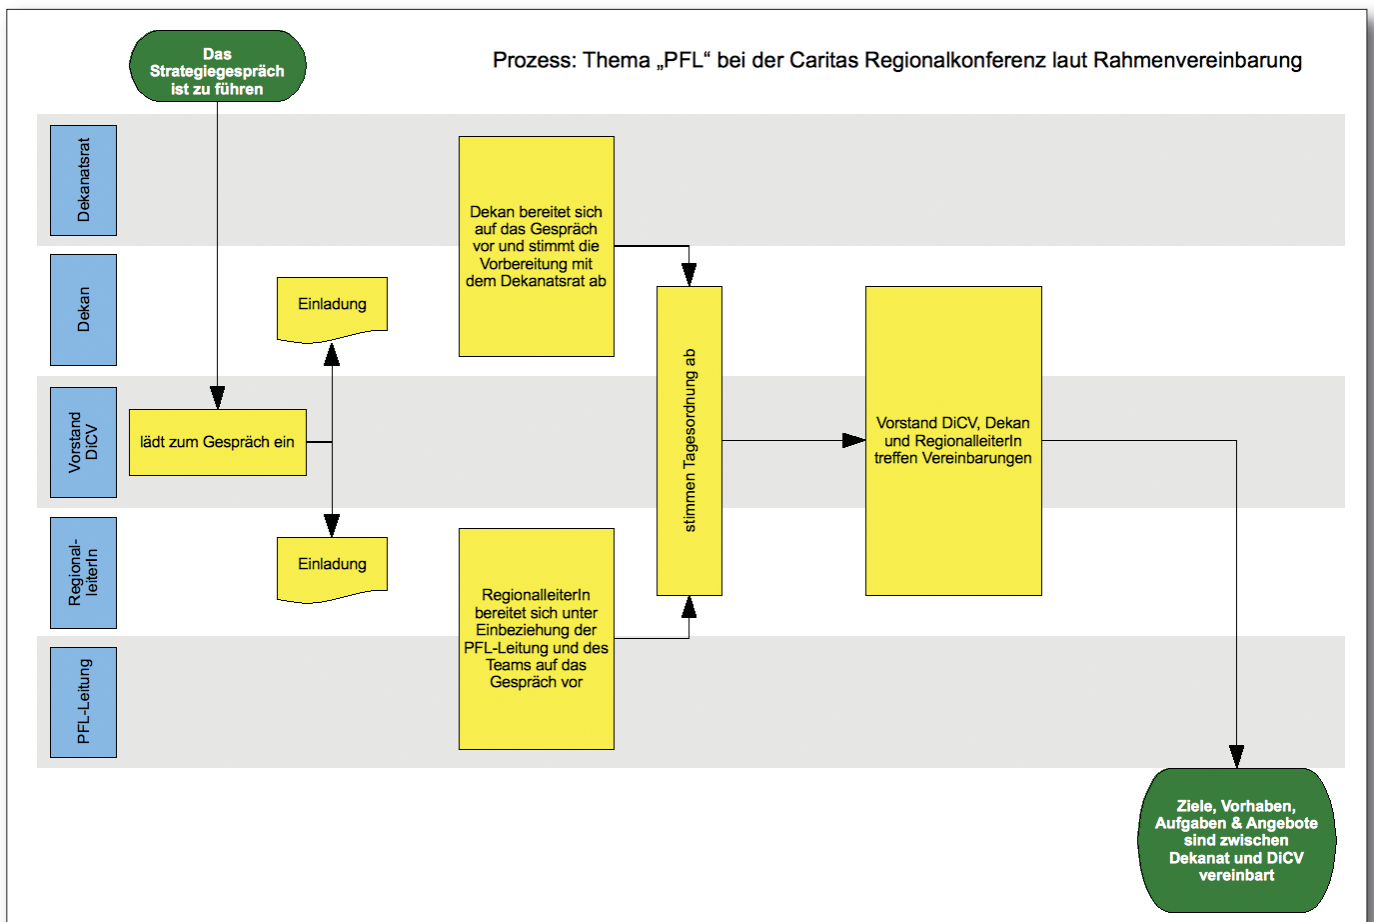 Das
Strategiegespräch
ist zu führen
Prozess: Thema „PFL“ bei der Caritas Regionalkonferenz laut Rahmenvereinbarung
Dekanatsrat
Dekan bereitet sich
auf das Gespräch
vor und stimmt die
Vorbereitung mit
dem Dekanatsrat ab
Dekan
Einladung
Vorstand
DiCV
lädt zum Gespräch ein
stimmen Tagesordnung ab
Vorstand DiCV, Dekan
und RegionalleiterIn
treffen Vereinbarungen
Regional-
leiterIn
Einladung
RegionalleiterIn
bereitet sich unter
Einbeziehung der
PFL-Leitung und des
Teams auf das
Gespräch vor
PFL-Leitung
Ziele, Vorhaben,
Aufgaben & Angebote
sind zwischen
Dekanat und DiCV
vereinbart